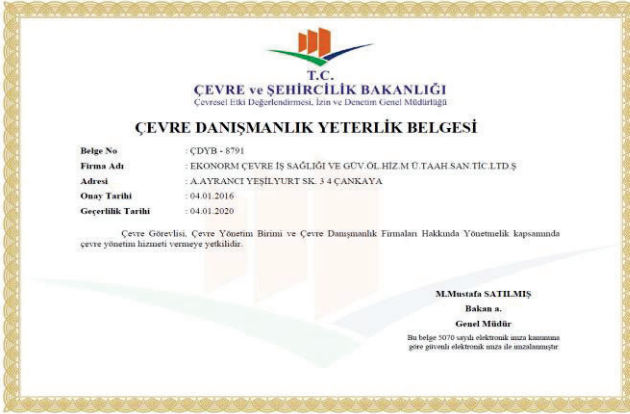 T.C.
ÇEVRE ve ŞEHİRCİLİK BAKANLIĞI
Çevresel Etki Değerlendirmesi, İzin ve Denetim Genel Müdürlüğü
ÇEVRE DANIŞMANLIK YETERLİK BELGESİ
Belge No : ÇDYB - 8791
Firma Adı : EKONORM ÇEVRE İŞ SAĞLIĞI VE GÜV ÖL.HİZ.M Ü.TAAH.SAN.TİC.LTD.Ş
Adresi : A.AYRANCI YEŞİLYURT SK. 3 4 ÇANKAYA
Onay Tarihi : 04.01.2016
Geçerlilik Tarihi : 04.01.2020
Çevre Görevlisi, Çevre Yönetim Birimi ve Çevre Danışmanlık Firmaları Hakkında Yönetmelik kapsamında
çevre yönetim hizmeti vermeye yetkilidir.
M.Mustafa SATILMIŞ
Bakan a.
Genel Müdür
Bu belge 5070 sayılı elektronik imza kanununa
göre güvenli elektronik imza ile imzalanmıştır